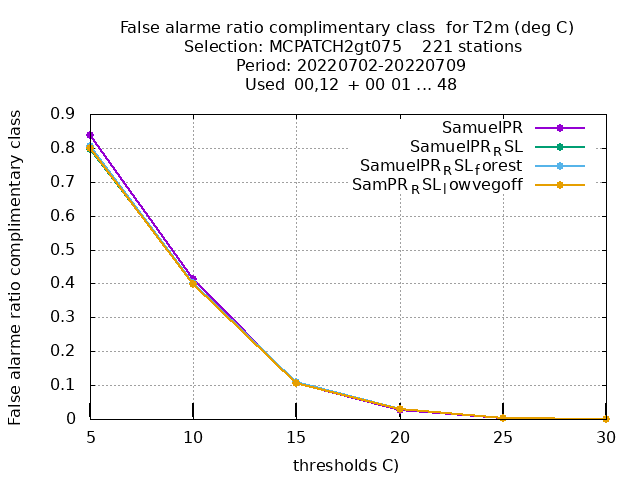 False alarme ratio complimentary class  for T2m (deg C)
Selection: MCPATCH2gt075    221 stations
Period: 20220702-20220709
Used  00,12  + 00 01 ... 48
False alarme ratio complimentary class
0.9
0.8
0.7
0.6
0.5
0.4
0.3
0.2
0.1
0
SamuelPR
SamuelPR_RSL
SamuelPR_RSL_forest
SamPR_RSL_lowvegoff
5 10 15 20 25 30
thresholds C)